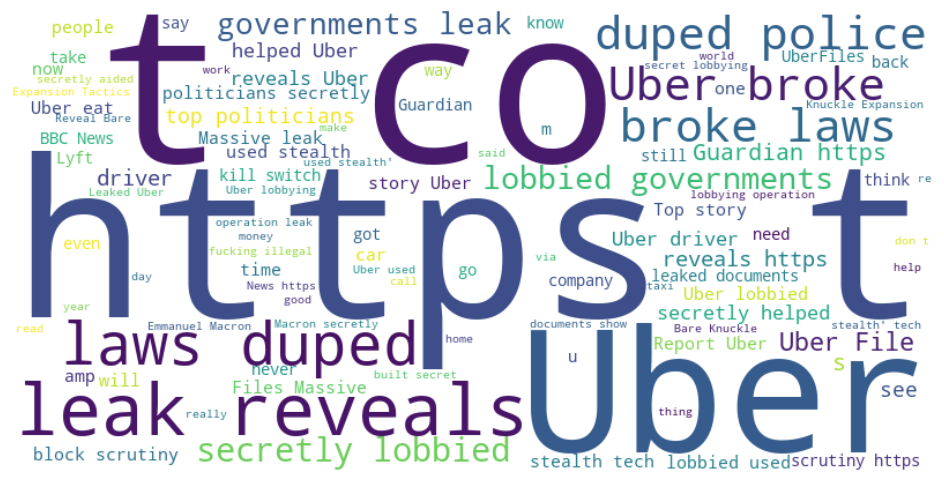 people
say
governments leak
know
duped police
take
helped Uber
t co
world
UberFiles
now
secretly aided
work
reveals Uber
way
secret lobbying
back
Expansion Tactics
politicians secretly
Uber broke
one
Uber eat
Reveal Bare
top politicians
Guardian
Knuckle Expansion
BBC News
Massive leak
make
m
broke laws
Lyft
used stealth
said
still
Guardian https
used stealth'
driver
kill switch
story Uber
lobbied governments
think
re
Leaked Uber
Uber lobbying
lobbying operation
https t
Top story
operation leak
money
got
Uber driver
need
even
fucking illegal
car
via
reveals https
don t
day
time
Uber used
go
company
leaked documents
help
News https
call
taxi
good
Uber lobbied
year
secretly helped
read
Emmanuel Macron
Macron secretly
documents show
Bare Knuckle
stealth' tech
laws duped
home
Report Uber
Uber File
amp
will
never
built secret
u
s
Files Massive
see
leak reveals
really
Uber
thing
block scrutiny
secretly lobbied
stealth tech
lobbied used
scrutiny https